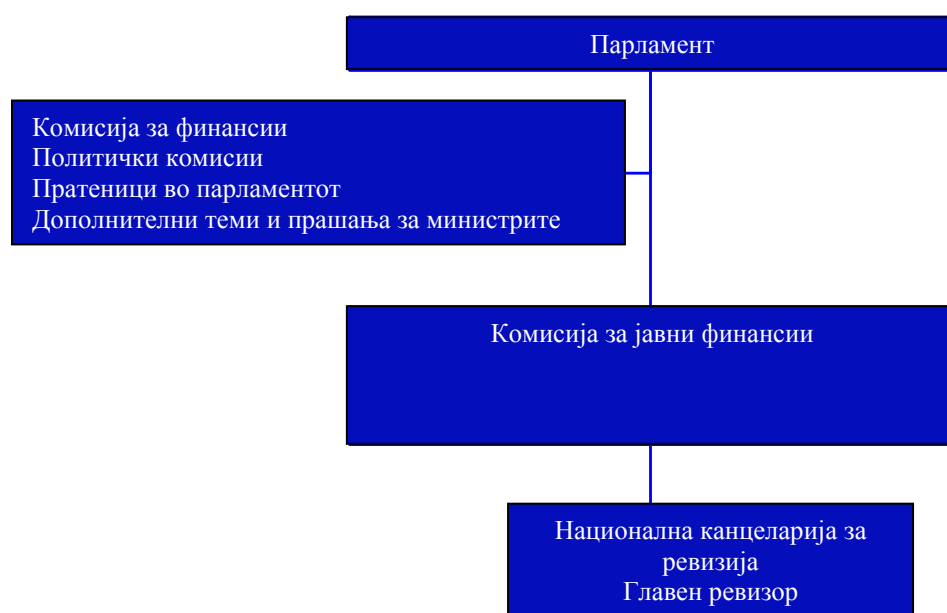 Парламент
Комисија за финансии
Политички комисии
Пратеници во парламентот
Дополнителни теми и прашања за министрите
Комисија за јавни финансии
Национална канцеларија за
ревизија
Главен ревизор